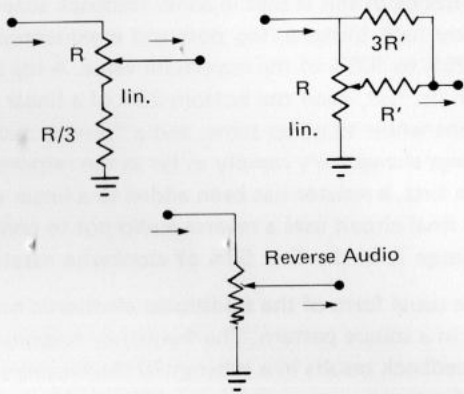 R
lin.
R/3
3R'
R
R'
lin.
Reverse Audio